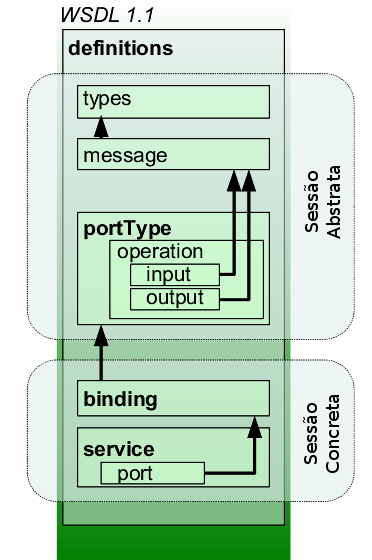 WSDL 1.1
definitions
types
message
portType
operation
input
output
Sessão
Abstrata
binding
service
port
Sessão
Concreta